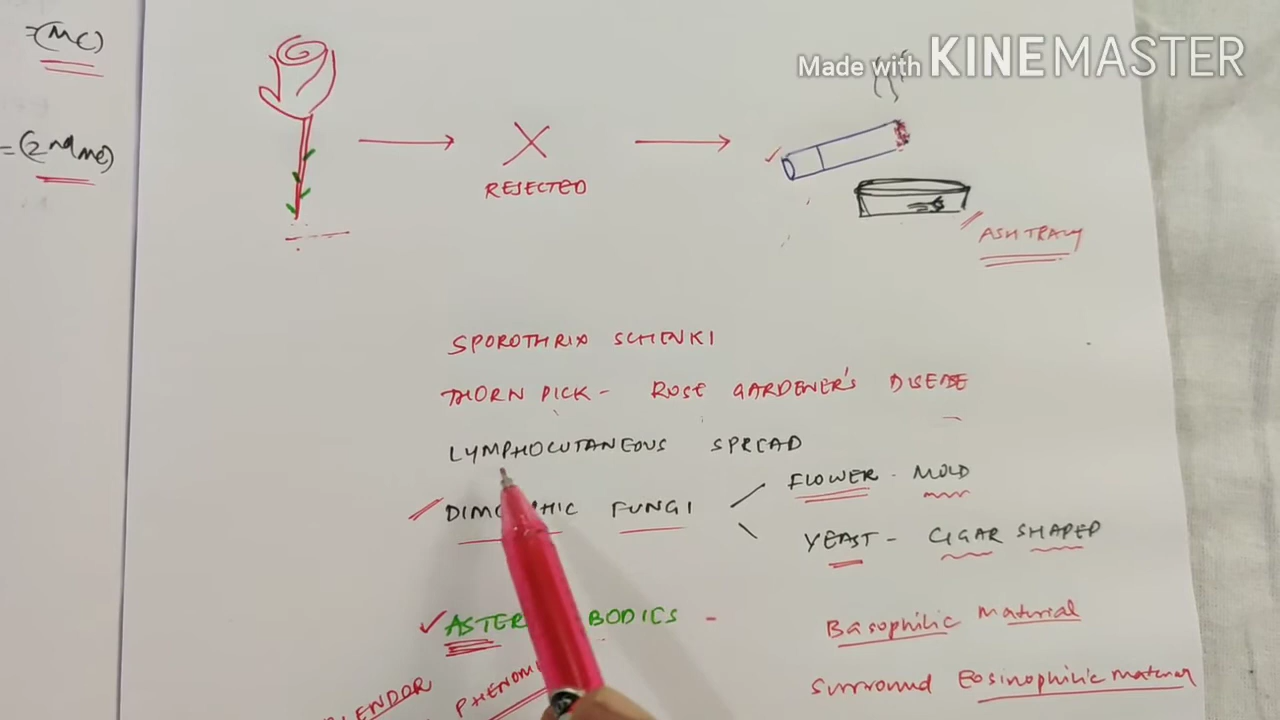 Made with KINEMASTER
=(MC)
=(2nd MC)
REJECTED
ASHTRAY
SPOROTHRIX SCHENKI
THORN PICK - ROSE GARDENER'S DISEASE
LYMPHOCUTANEOUS SPREAD
FLOWER - MOLD
FUNGI
YEAST - CIGAR SHAPED
ASTER BODIES -
Basophilic Material
Surround Eosinophilic material